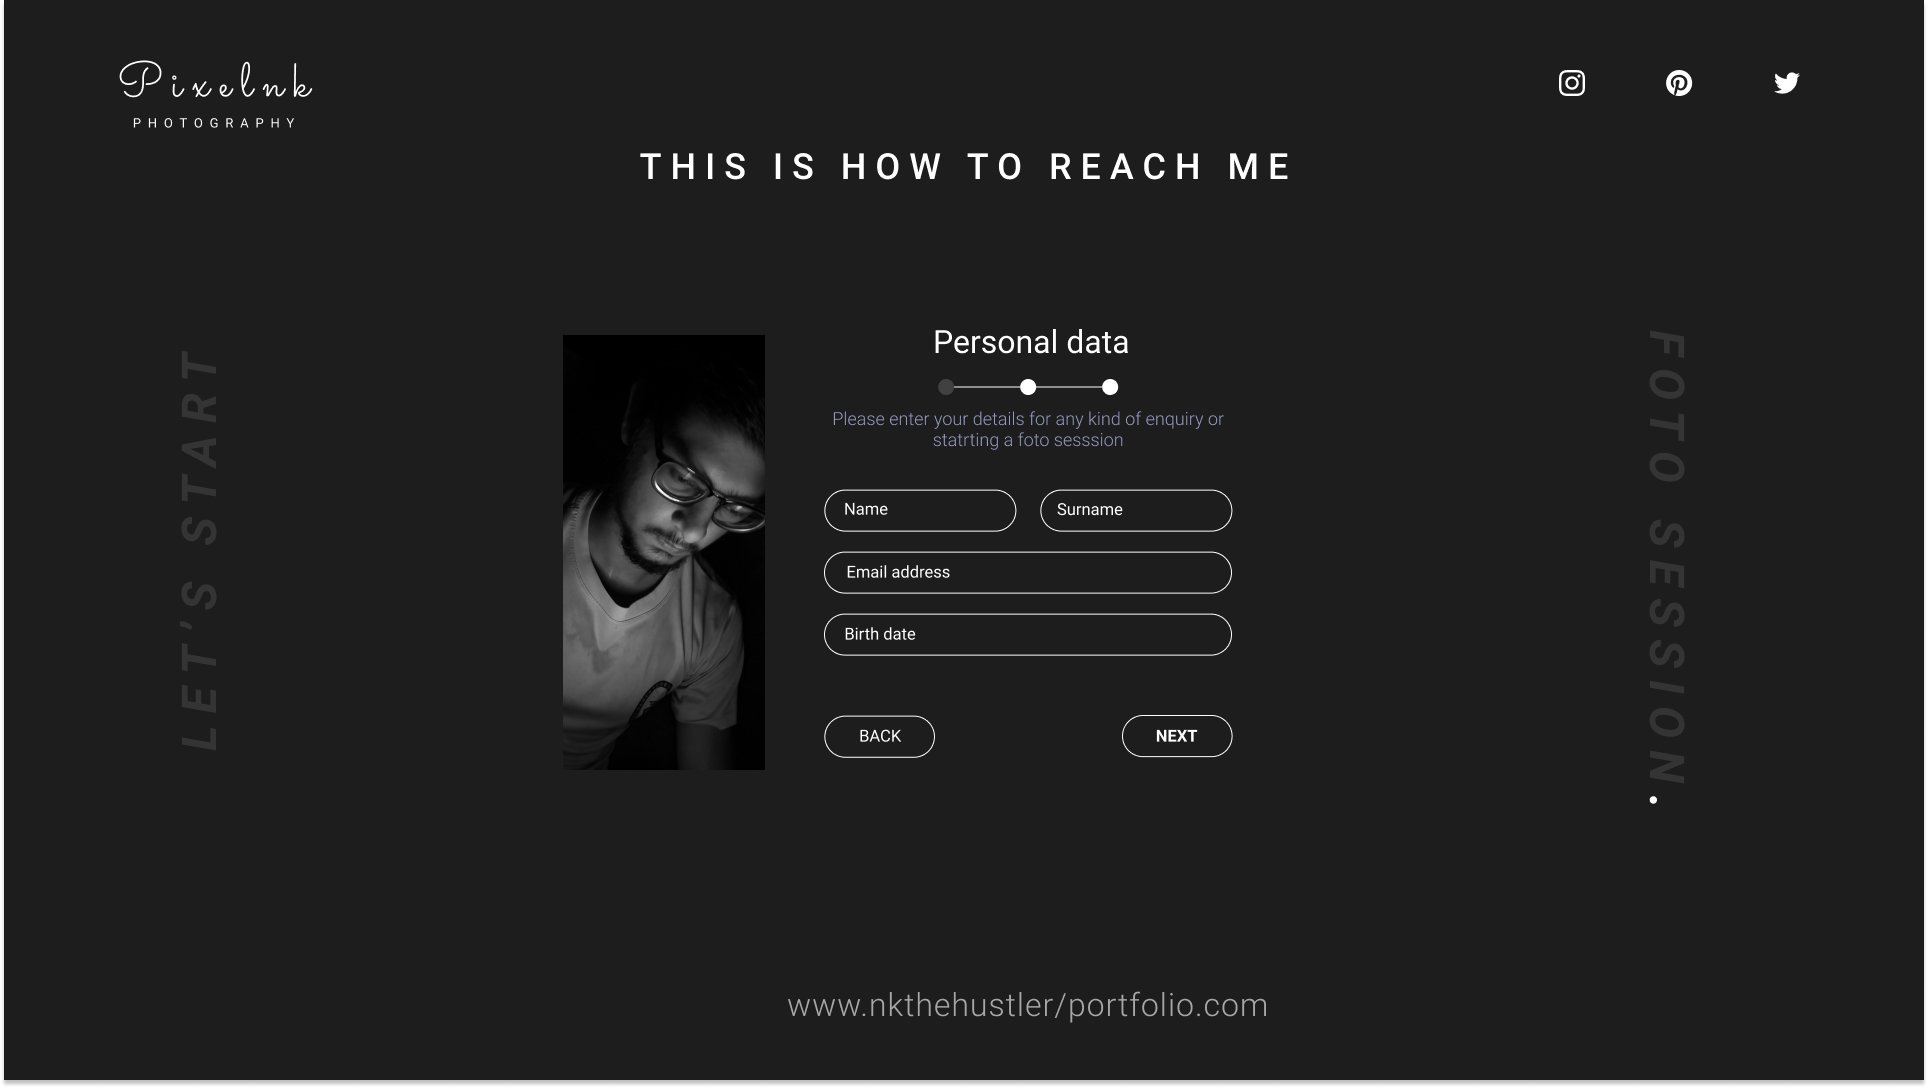 Pixelnk
PHOTOGRAPHY
THIS IS HOW TO REACH ME
LET'S START
Personal data
Please enter your details for any kind of enquiry or
statrting a foto sesssion
Name
Surname
Email address
Birth date
BACK
NEXT
FOTO SESSION.
www.nkthehustler/portfolio.com